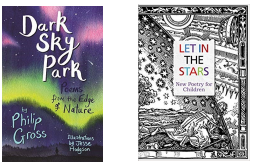 Dark
Sky
Park
Poems
from the Edge
of Nature
by
Philip
Gross
Illustrations
by Jesse
Hodgson
LET IN
THE
STARS
New Poetry for
Children